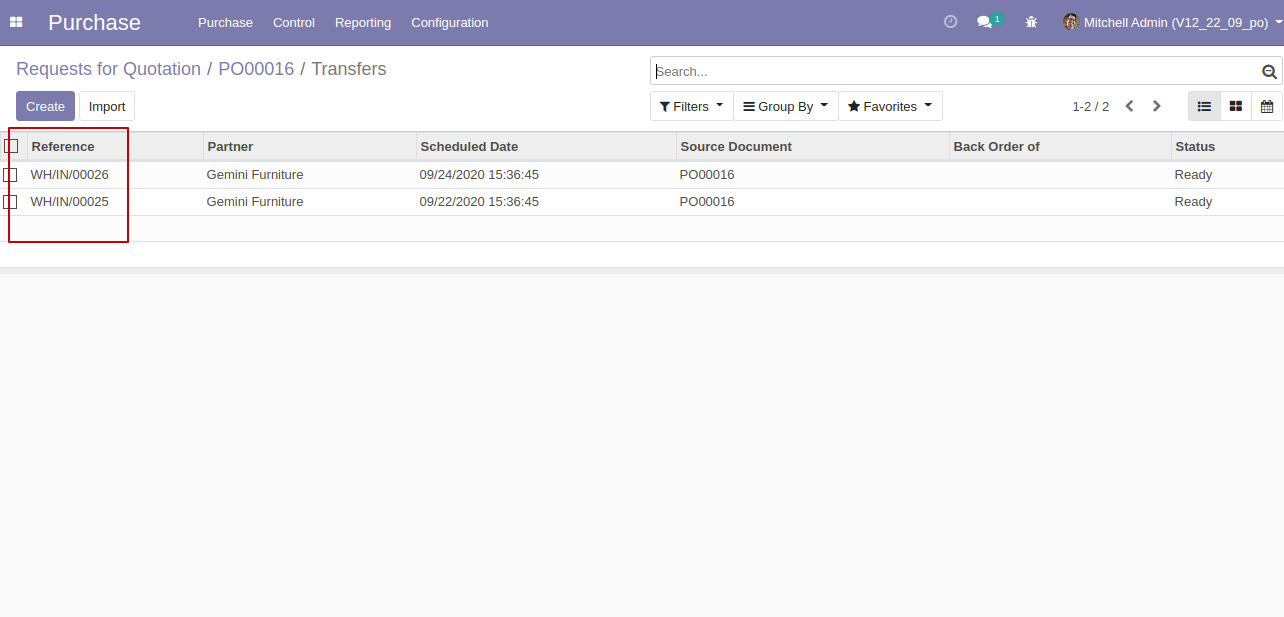 Purchase Purchase Control Reporting Configuration 1 Mitchell Admin (V12_22_09_po)
Requests for Quotation / PO00016 / Transfers
Search...
Create Import Filters Group By Favorites 1-2 / 2
Reference Partner Scheduled Date Source Document Back Order of Status
WH/IN/00026 Gemini Furniture 09/24/2020 15:36:45 PO00016 Ready
WH/IN/00025 Gemini Furniture 09/22/2020 15:36:45 PO00016 Ready